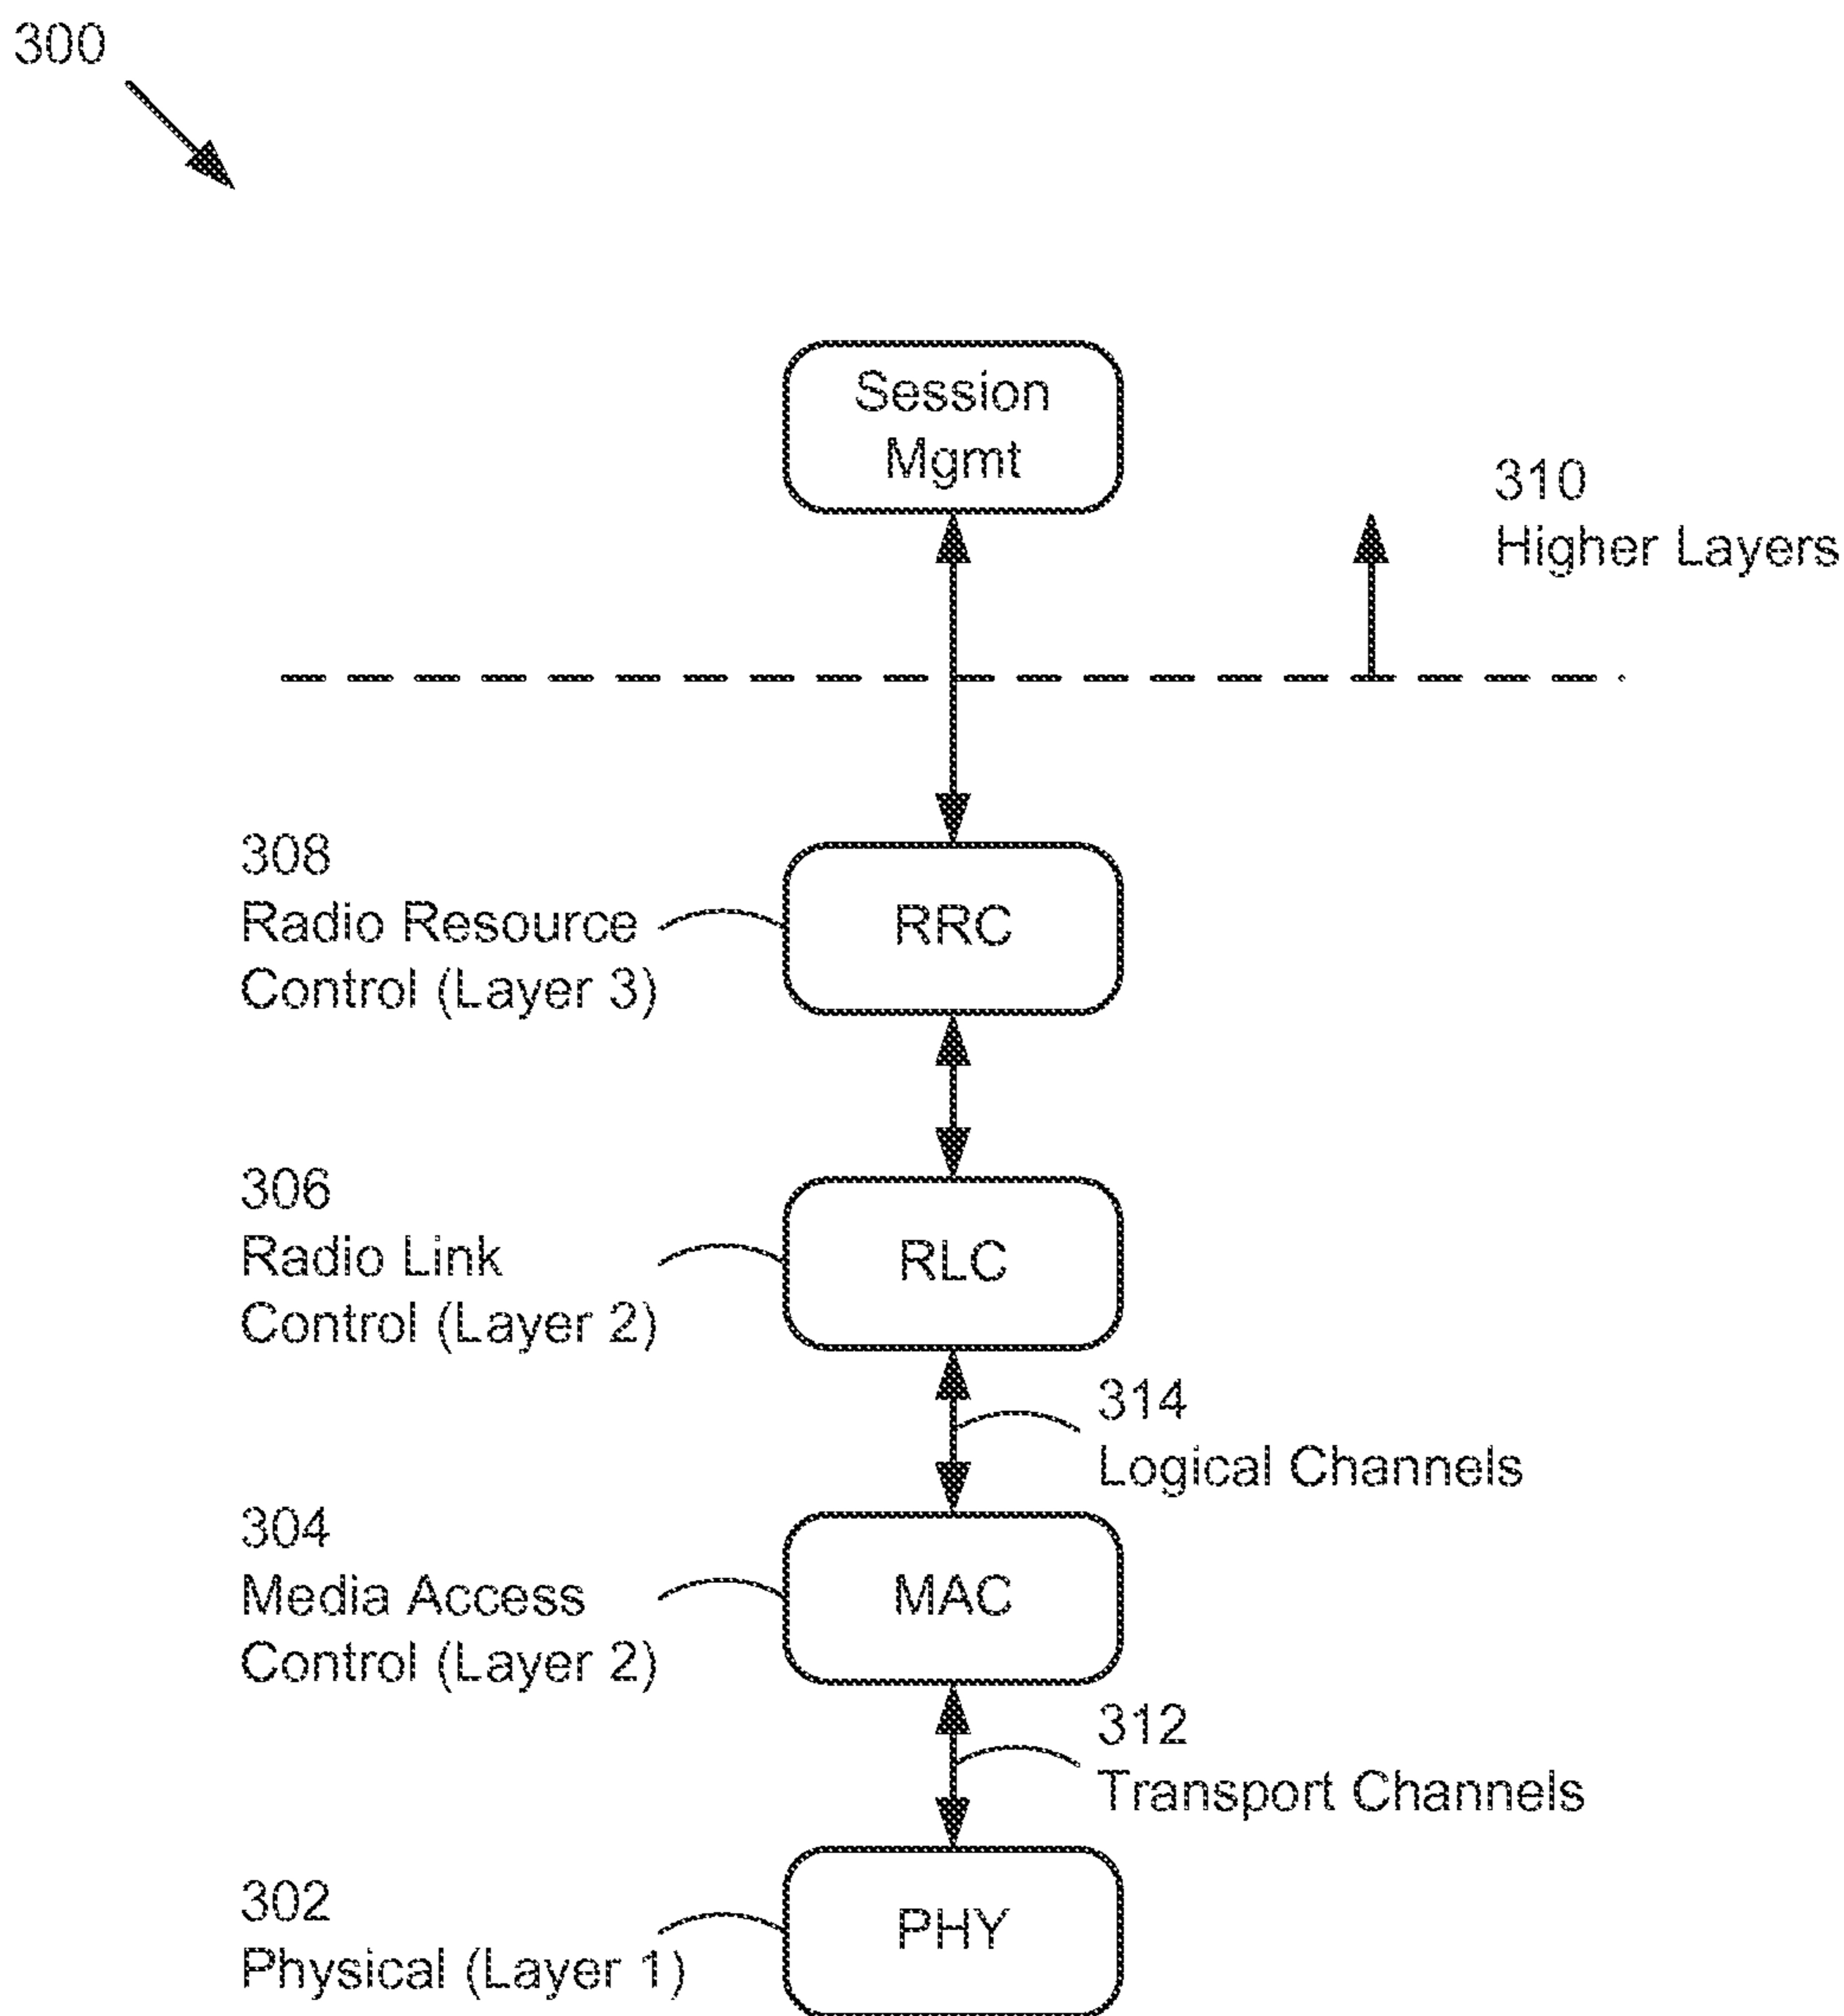 300
Session
Mgmt
310
Higher Layers
308
Radio Resource
Control (Layer 3)
RRC
306
Radio Link
Control (Layer 2)
RLC
314
Logical Channels
304
Media Access
Control (Layer 2)
MAC
312
Transport Channels
302
Physical (Layer 1)
PHY